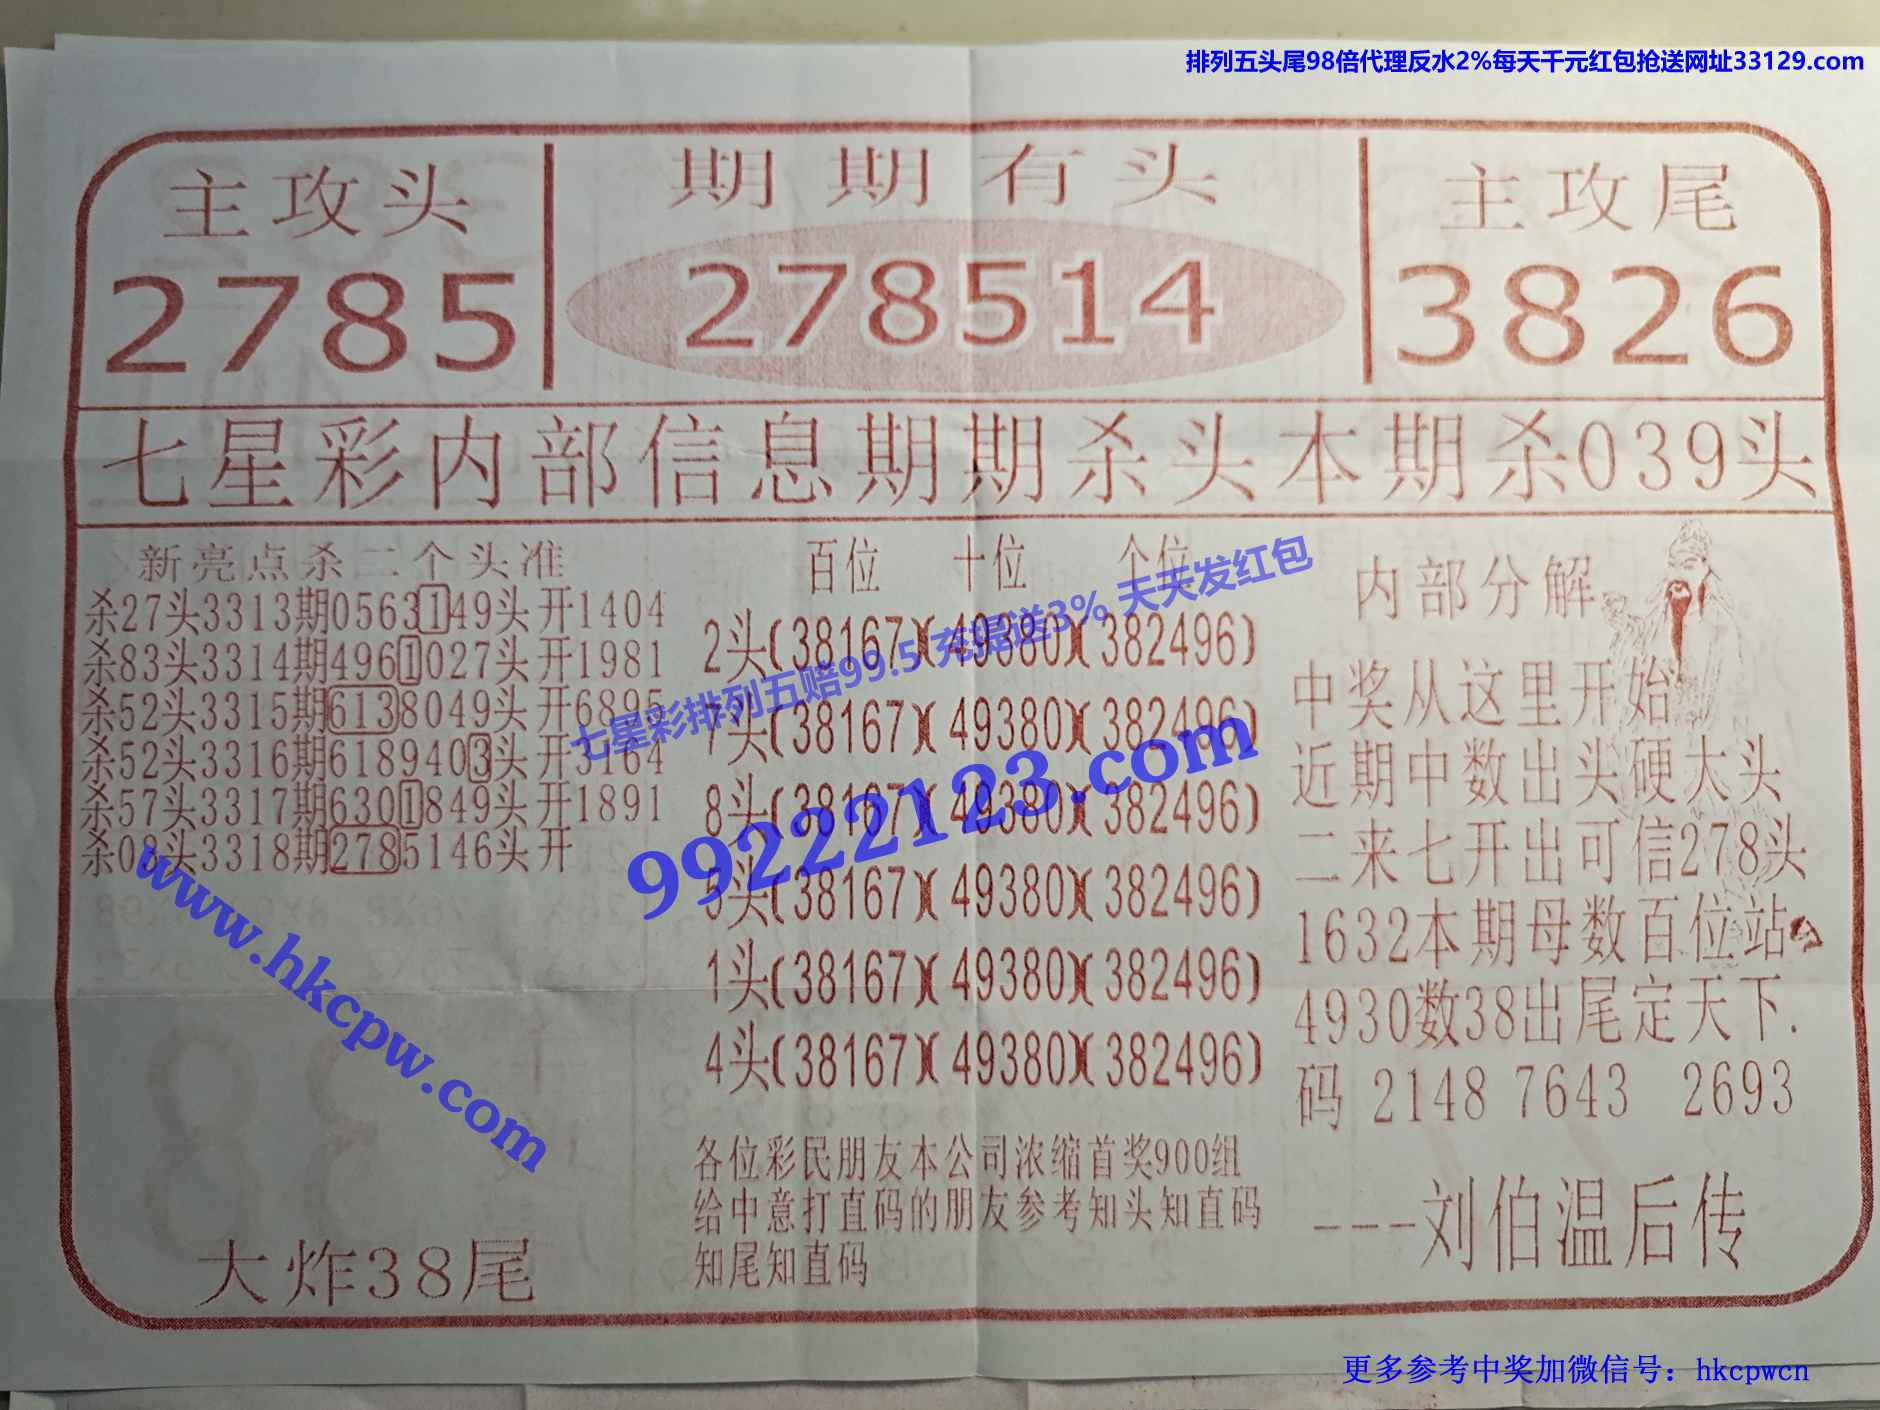 排列五头尾98倍代理反水2%每天千元红包抢送网址33129.com
主攻头
2785
期期有头
278514
主攻尾
3826
七星彩内部信息期期杀头本期杀039头
新亮点杀二个头准
杀27头3313期0563149头开1404
杀83头3314期4961027头开1981
杀52头3315期6138049头开6895
杀52头3316期6189403头开3164
杀57头3317期6301849头开1891
杀09头3318期2785146头开
大炸38尾
百位 十位 个位
2头(38167)(49380)(382496)
7头(38167)(49380)(382496)
8头(38167)(49380)(382496)
5头(38167)(49380)(382496)
1头(38167)(49380)(382496)
4头(38167)(49380)(382496)
各位彩民朋友本公司浓缩首奖900组
给中意打直码的朋友参考知头知直码
知尾知直码
内部分解
中奖从这里开始
近期中数出头硬大头
二来七开出可信278头
1632本期母数百位站
4930数38出尾定天下.
码 2148 7643 2693
---刘伯温后传
七星彩排列五赔99.5 充提送3% 天天发红包
99222123.com
www.hkcpw.com
更多参考中奖加微信号：hkcpwcn